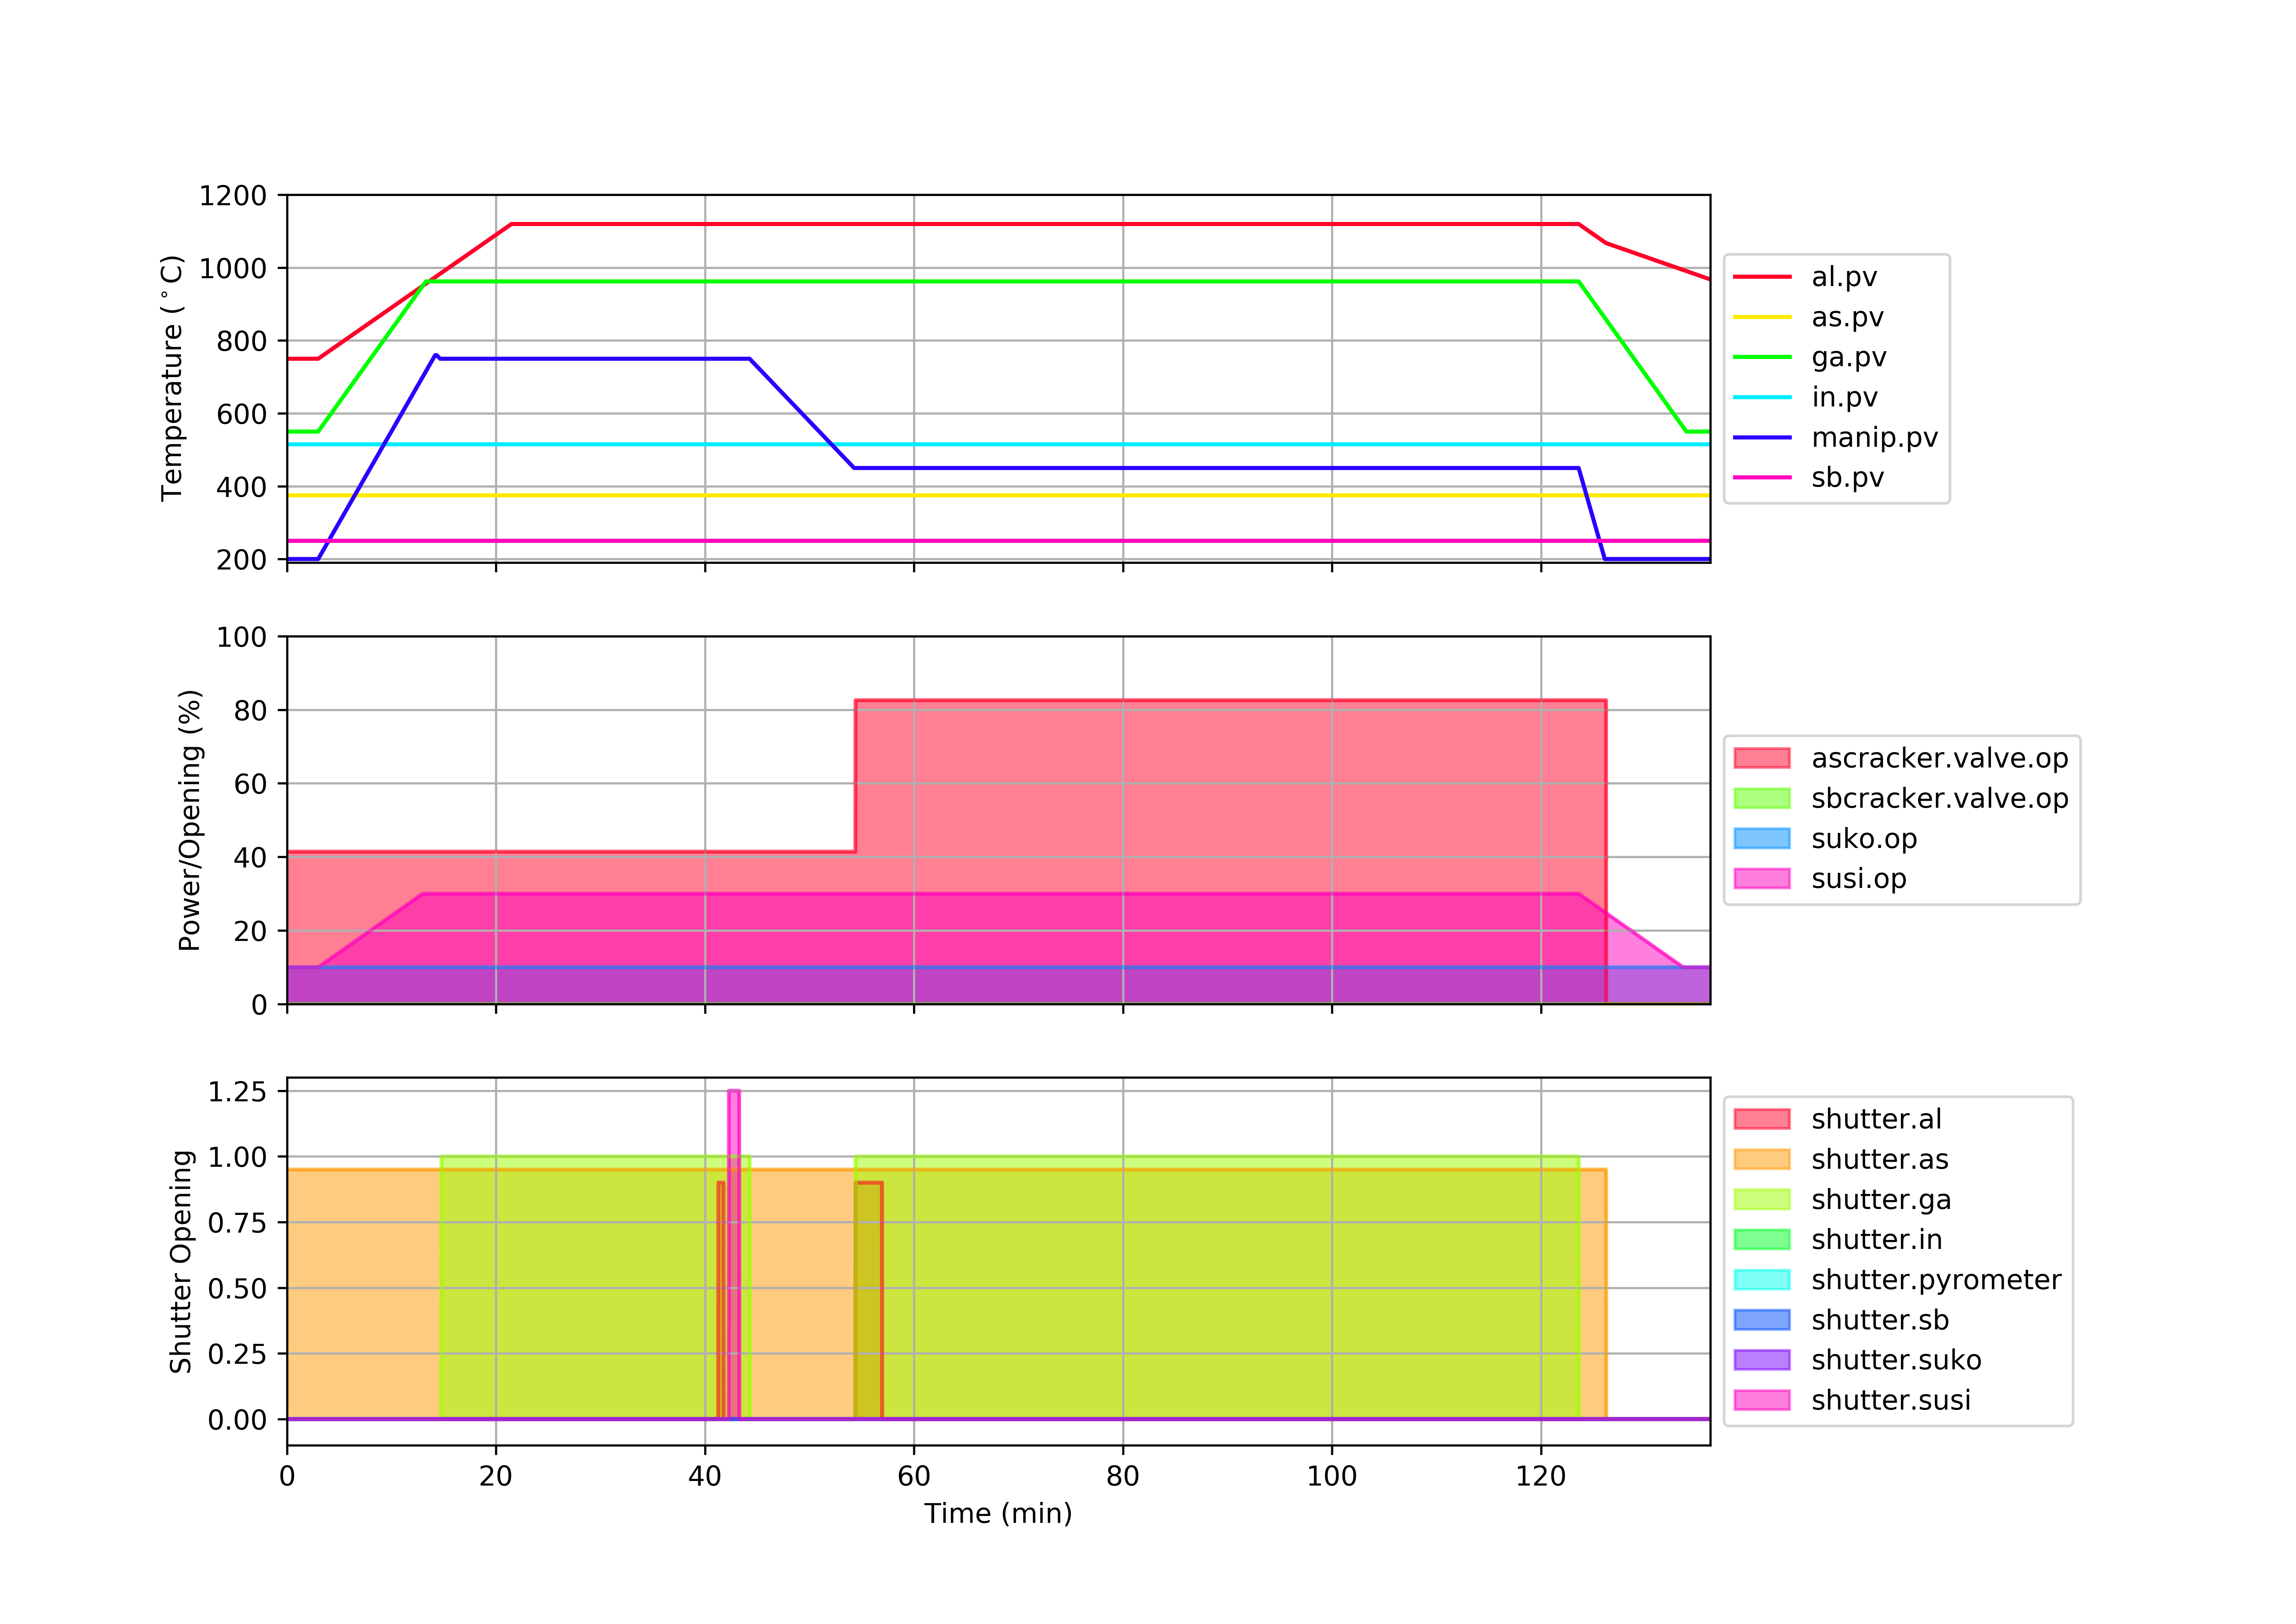 1200
1000
800
600
400
200
Temperature (°C)
al.pv
as.pv
ga.pv
in.pv
manip.pv
sb.pv
100
80
60
40
20
0
Power/Opening (%)
ascracker.valve.op
sbcracker.valve.op
suko.op
susi.op
1.25
1.00
0.75
0.50
0.25
0.00
Shutter Opening
shutter.al
shutter.as
shutter.ga
shutter.in
shutter.pyrometer
shutter.sb
shutter.suko
shutter.susi
0 20 40 60 80 100 120
Time (min)